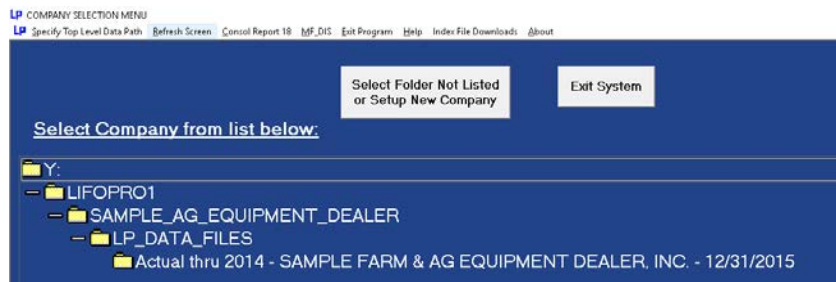 LP COMPANY SELECTION MENU
LP Specify Top Level Data Path Refresh Screen Consol Report 18 MF_DIS Exit Program Help Index File Downloads About
Select Folder Not Listed
or Setup New Company
Exit System
Select Company from list below:
Y:
LIFOPRO1
SAMPLE_AG_EQUIPMENT_DEALER
LP_DATA_FILES
Actual thru 2014 - SAMPLE FARM & AG EQUIPMENT DEALER, INC. - 12/31/2015